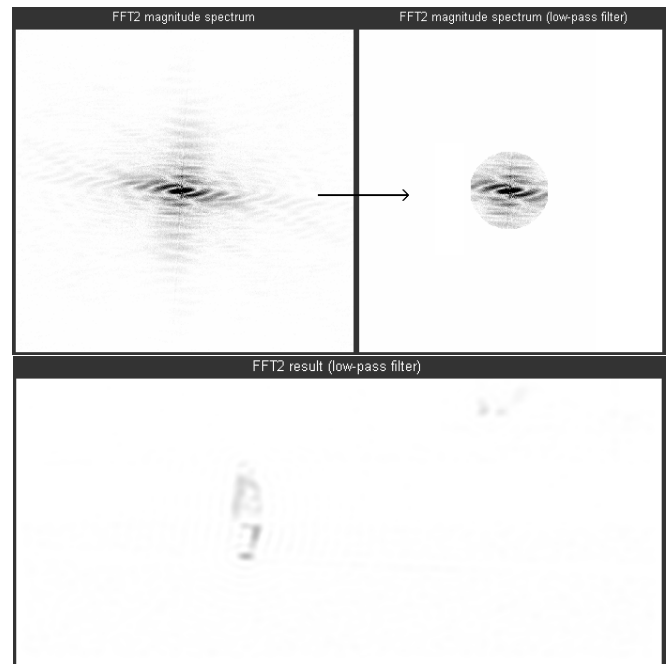 FFT2 magnitude spectrum
FFT2 magnitude spectrum (low-pass filter)
FFT2 result (low-pass filter)